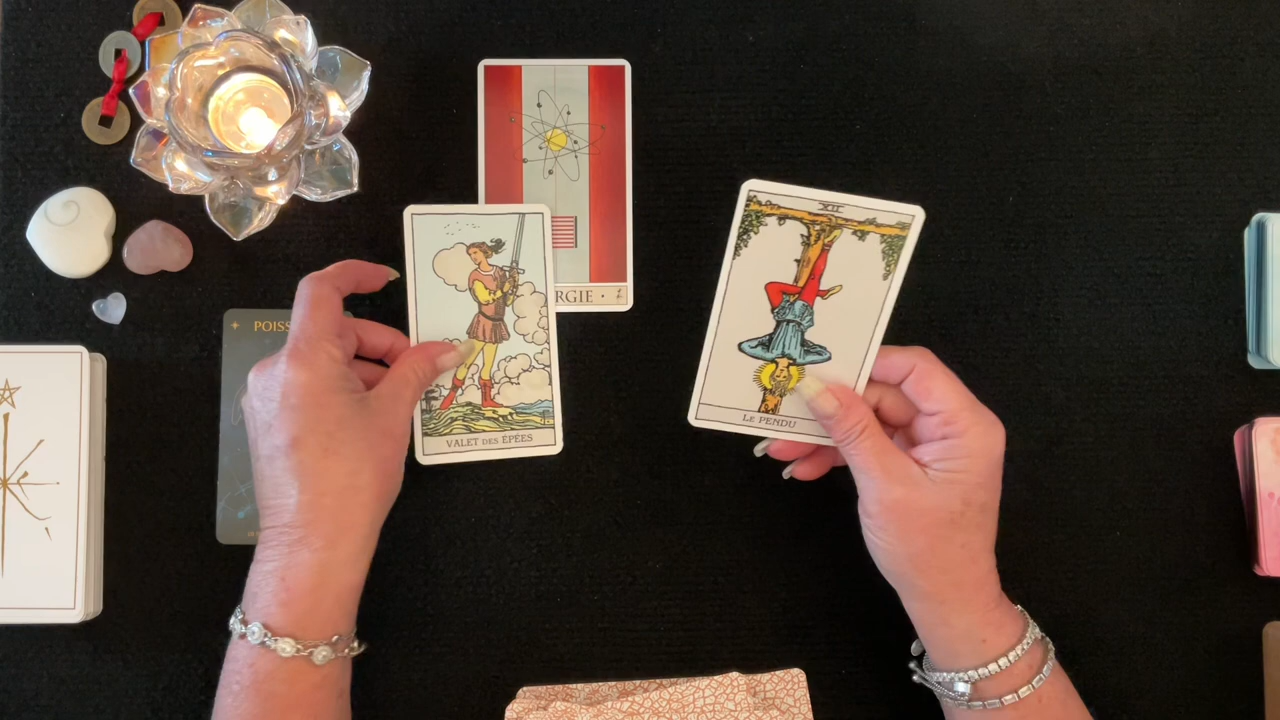 RGIE
XII
POISS
VALET DES ÉPÉES
LE PENDU